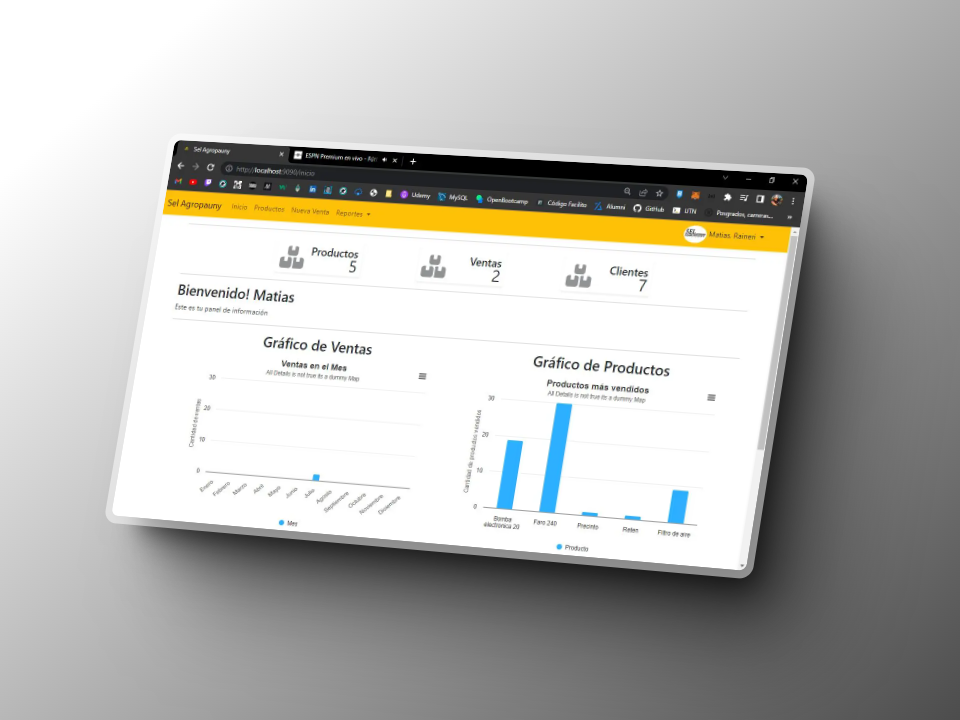 Sel Agropauny
ESPN Premium en vivo - Rin
http://localhost:9090/inicio
Udemy MySQL OpenBootcamp Código Facilito Alumni GitHub UTN Posgrados, carreras... »
Sel Agropauny Inicio Productos Nueva Venta Reportes Matias Raineri
Productos
5
Ventas
2
Clientes
7
Bienvenido! Matias
Este es tu panel de información
Gráfico de Ventas
Ventas en el Mes
All Details is not true its a dummy Map
Cantidad de ventas
30
20
10
0
Enero Febrero Marzo Abril Mayo Junio Julio Agosto Septiembre Octubre Noviembre Diciembre
Mes
Gráfico de Productos
Productos más vendidos
All Details is not true its a dummy Map
Cantidad de productos vendidos
30
20
10
0
Bomba electronica 20 Faro 240 Precinto Reten Filtro de aire
Producto